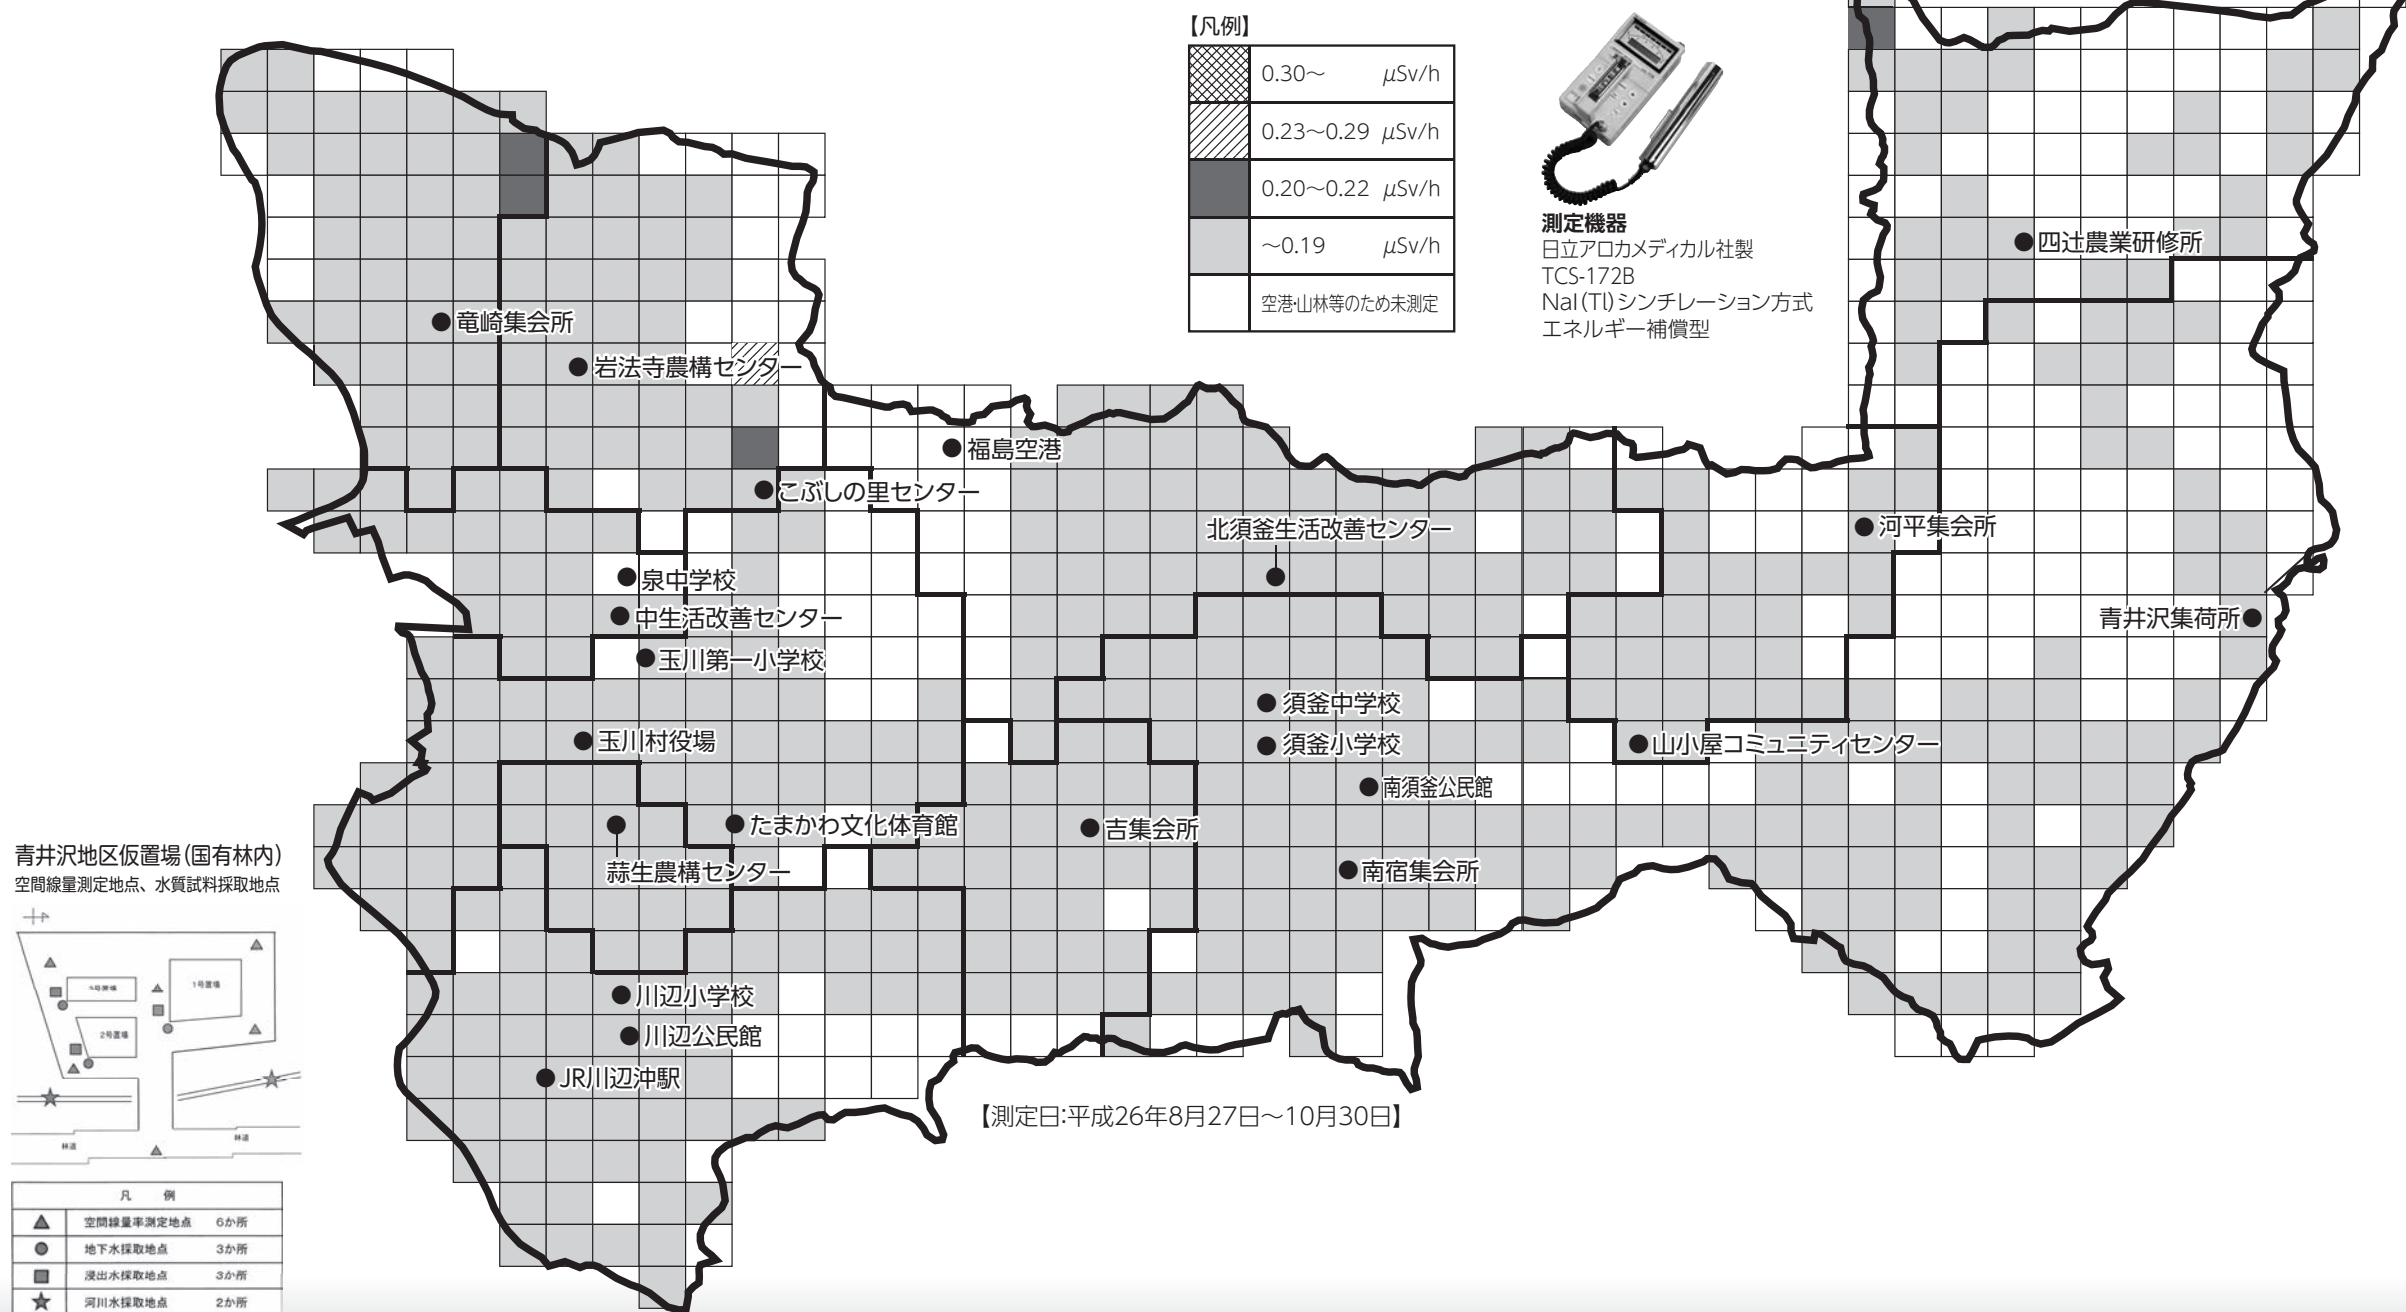 【凡例】
0.30〜 μSv/h
0.23〜0.29 μSv/h
0.20〜0.22 μSv/h
〜0.19 μSv/h
空港・山林等のため未測定
測定機器
日立アロカメディカル社製
TCS-172B
NaI(Tl)シンチレーション方式
エネルギー補償型
四辻農業研修所
竜崎集会所
岩法寺農構センター
福島空港
こぶしの里センター
北須釜生活改善センター
河平集会所
泉中学校
中生活改善センター
青井沢集荷所
玉川第一小学校
須釜中学校
玉川村役場
須釜小学校
山小屋コミュニティセンター
南須釜公民館
たまかわ文化体育館
吉集会所
蒜生農構センター
南宿集会所
川辺小学校
川辺公民館
JR川辺沖駅
【測定日:平成26年8月27日〜10月30日】
青井沢地区仮置場(国有林内)
空間線量測定地点、水質試料採取地点
1号置場
2号置場
林道
林道
凡 例
空間線量率測定地点 6か所
地下水採取地点 3か所
浸出水採取地点 3か所
河川水採取地点 2か所